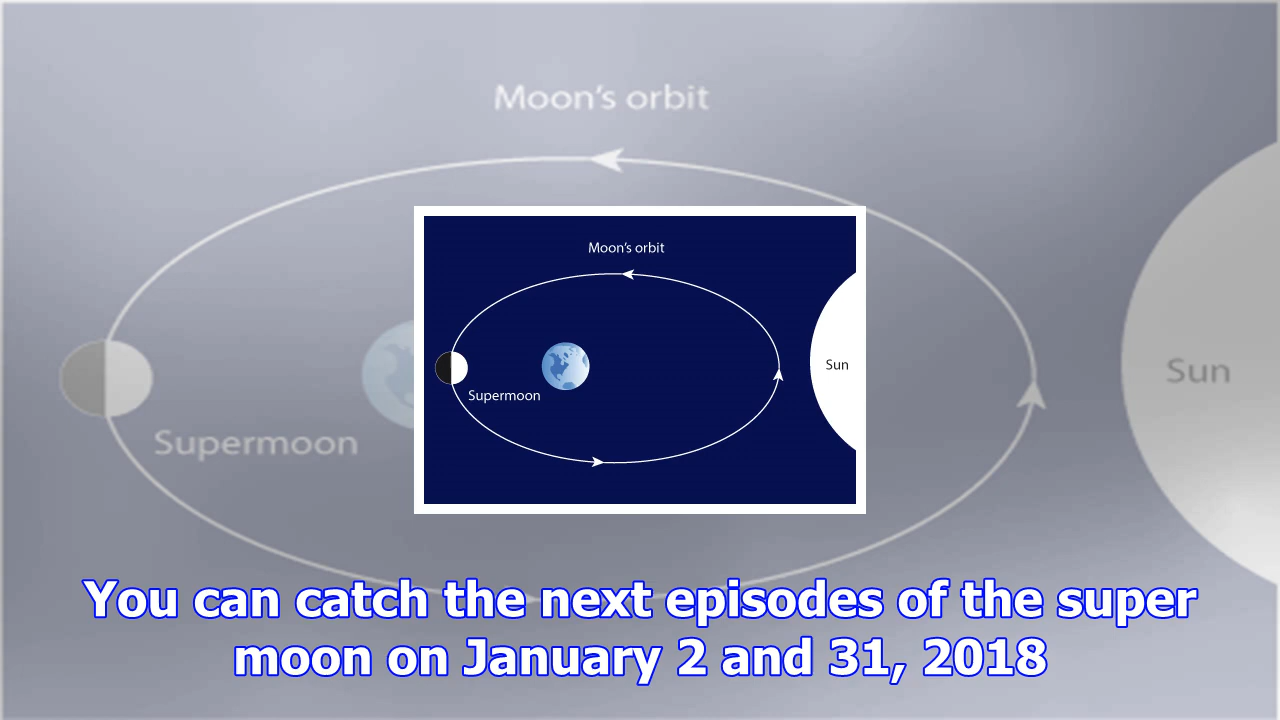 Moon's orbit
Moon's orbit
Sun
Sun
Supermoon
Supermoon
You can catch the next episodes of the super
moon on January 2 and 31, 2018